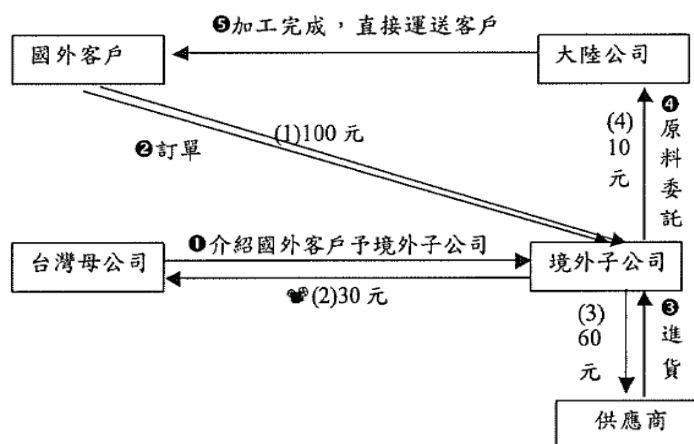 ❺加工完成，直接運送客戶
國外客戶
大陸公司
(1)100 元
❷訂單
(4)
10
元
❹原料委託
❶介紹國外客戶予境外子公司
台灣母公司
境外子公司
(2)30 元
(3)
60
元
❸進貨
供應商